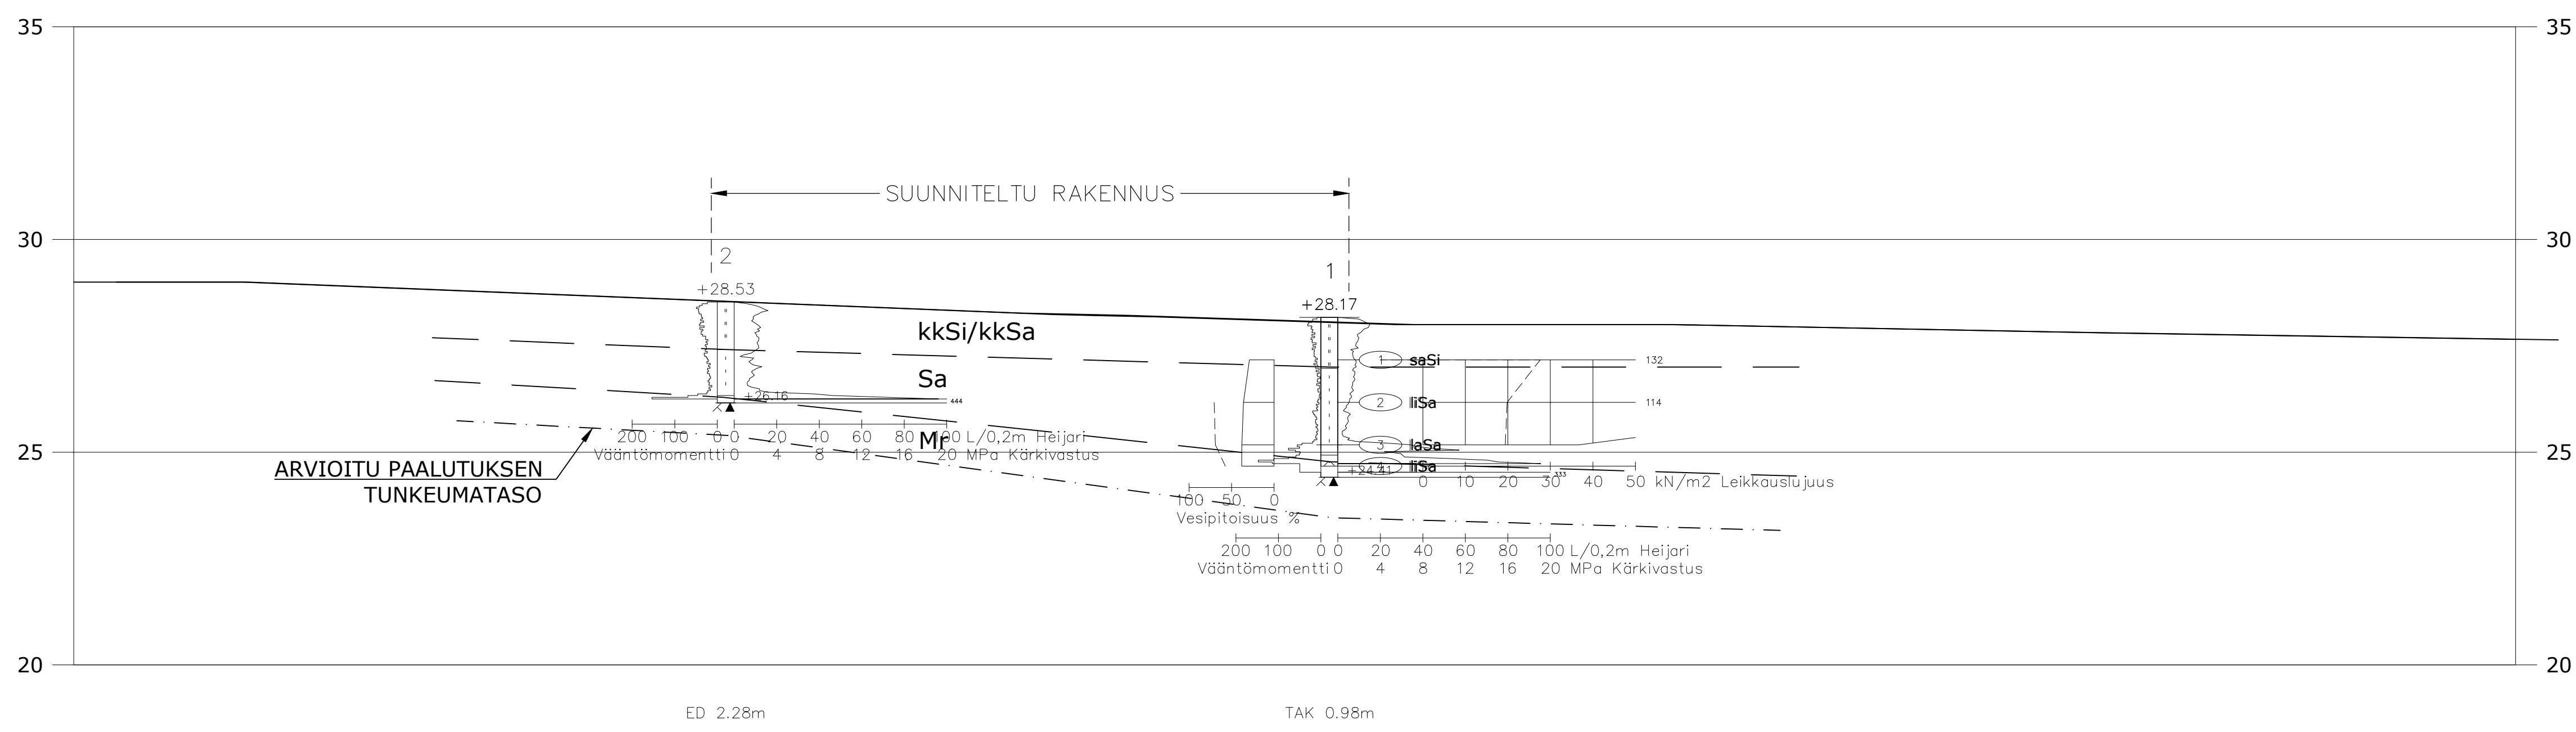 35 35
SUUNNITELTU RAKENNUS
30 30
2
1
+28.53
+28.17
kkSi/kkSa
1 saSi 132
Sa
+26.16
444
2 liSa 114
200 100 0 0 20 40 60 80 100 L/0,2m Heijari
Mr
3 laSa
25 25
Vääntömomentti 0 4 8 12 16 20 MPa Kärkivastus
4 liSa
+24.41
333
ARVIOITU PAALUTUKSEN
TUNKEUMATASO
0 10 20 30 40 50 kN/m2 Leikkauslujuus
100 50 0
Vesipitoisuus %
200 100 0 0 20 40 60 80 100 L/0,2m Heijari
Vääntömomentti 0 4 8 12 16 20 MPa Kärkivastus
20 20
ED 2.28m
TAK 0.98m